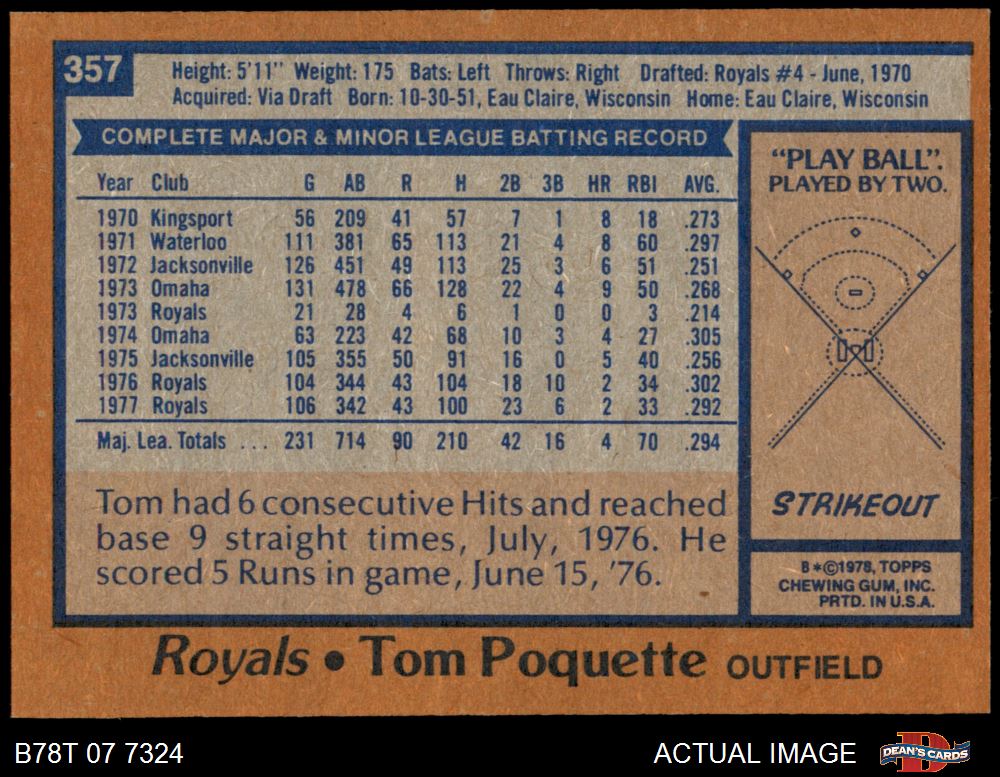 357
Height: 5'11" Weight: 175 Bats: Left Throws: Right Drafted: Royals #4 - June, 1970
Acquired: Via Draft Born: 10-30-51, Eau Claire, Wisconsin Home: Eau Claire, Wisconsin
COMPLETE MAJOR & MINOR LEAGUE BATTING RECORD
Year Club G AB R H 2B 3B HR RBI AVG.
1970 Kingsport 56 209 41 57 7 1 8 18 .273
1971 Waterloo 111 381 65 113 21 4 8 60 .297
1972 Jacksonville 126 451 49 113 25 3 6 51 .251
1973 Omaha 131 478 66 128 22 4 9 50 .268
1973 Royals 21 28 4 6 1 0 0 3 .214
1974 Omaha 63 223 42 68 10 3 4 27 .305
1975 Jacksonville 105 355 50 91 16 0 5 40 .256
1976 Royals 104 344 43 104 18 10 2 34 .302
1977 Royals 106 342 43 100 23 6 2 33 .292
Maj. Lea. Totals ... 231 714 90 210 42 16 4 70 .294
Tom had 6 consecutive Hits and reached
base 9 straight times, July, 1976. He
scored 5 Runs in game, June 15, '76.
"PLAY BALL".
PLAYED BY TWO.
STRIKEOUT
B*©1978, TOPPS
CHEWING GUM, INC.
PRTD. IN U.S.A.
Royals • Tom Poquette OUTFIELD
B78T 07 7324
ACTUAL IMAGE
DEAN'S CARDS